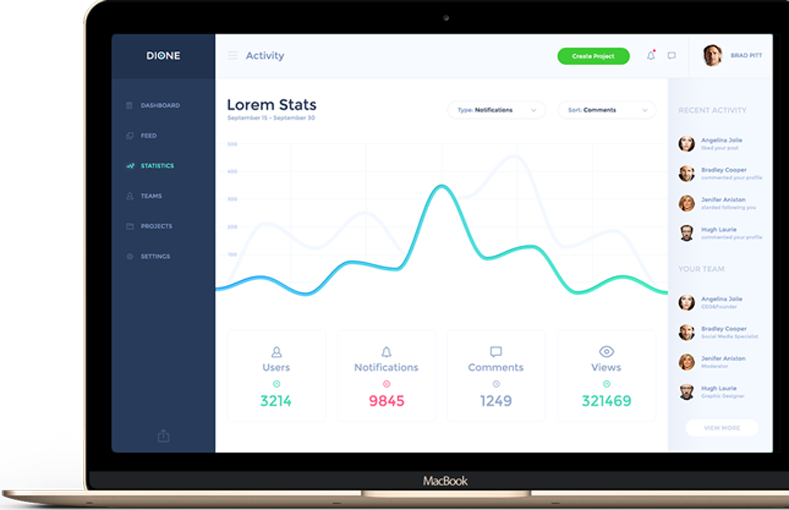 DIONE
Activity
Create Project
BRAD PITT
DASHBOARD
FEED
STATISTICS
TEAMS
PROJECTS
SETTINGS
Lorem Stats
September 15 - September 30
Type: Notifications
Sort: Comments
500
400
300
200
100
Users
3214
Notifications
9845
Comments
1249
Views
321469
RECENT ACTIVITY
Angelina Jolie
liked your post
Bradley Cooper
commented your profile
Jenifer Aniston
started following you
Hugh Laurie
commented your profile
YOUR TEAM
Angelina Jolie
CEO&Founder
Bradley Cooper
Social Media Specialist
Jenifer Aniston
Moderator
Hugh Laurie
Graphic Designer
VIEW MORE
MacBook